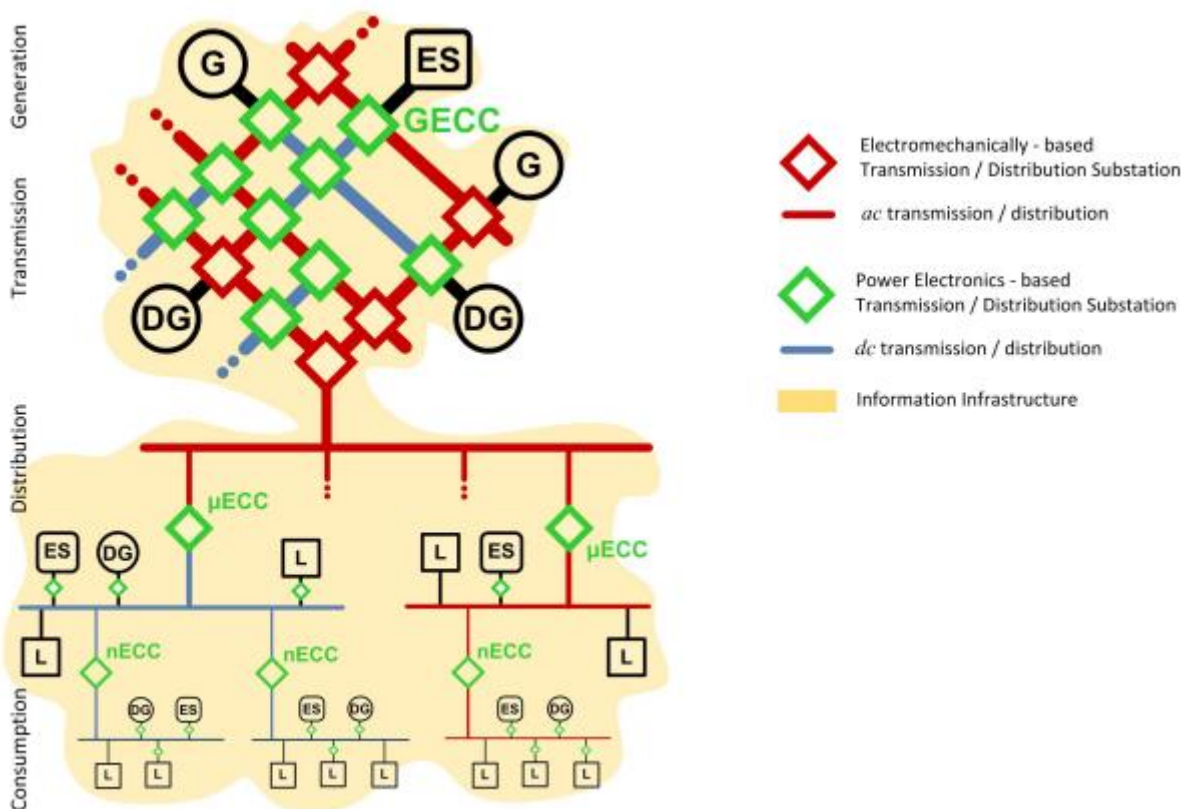 Generation
Transmission
Distribution
Consumption
G
ES
GECC
G
DG
DG
µECC
ES
DG
L
L
ES
µECC
L
nECC
nECC
nECC
L
DG
ES
ES
DG
ES
DG
L
L
L
L
L
L
L
L
Electromechanically - based
Transmission / Distribution Substation
ac transmission / distribution
Power Electronics - based
Transmission / Distribution Substation
dc transmission / distribution
Information Infrastructure